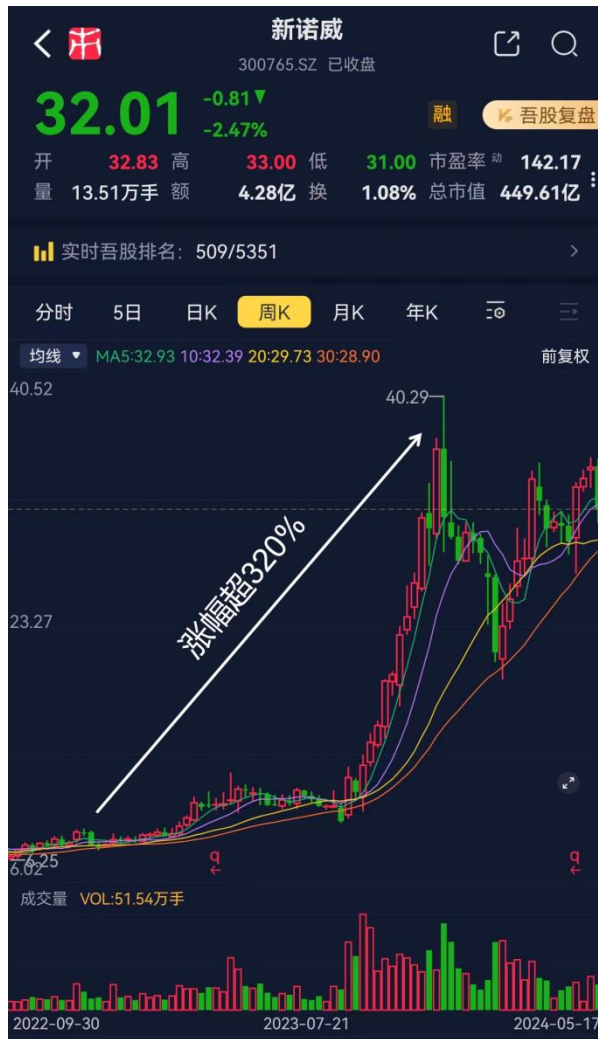 新诺威
300765.SZ 已收盘
32.01 -0.81▼
-2.47%
融 吾股复盘
开 32.83 高 33.00 低 31.00 市盈率 动 142.17
量 13.51万手 额 4.28亿 换 1.08% 总市值 449.61亿
实时吾股排名：509/5351
分时 5日 日K 周K 月K 年K
均线 ▼ MA5:32.93 10:32.39 20:29.73 30:28.90 前复权
40.52
40.29
涨幅超320%
23.27
6.25
6.02
q q
成交量 VOL:51.54万手
2022-09-30 2023-07-21 2024-05-17